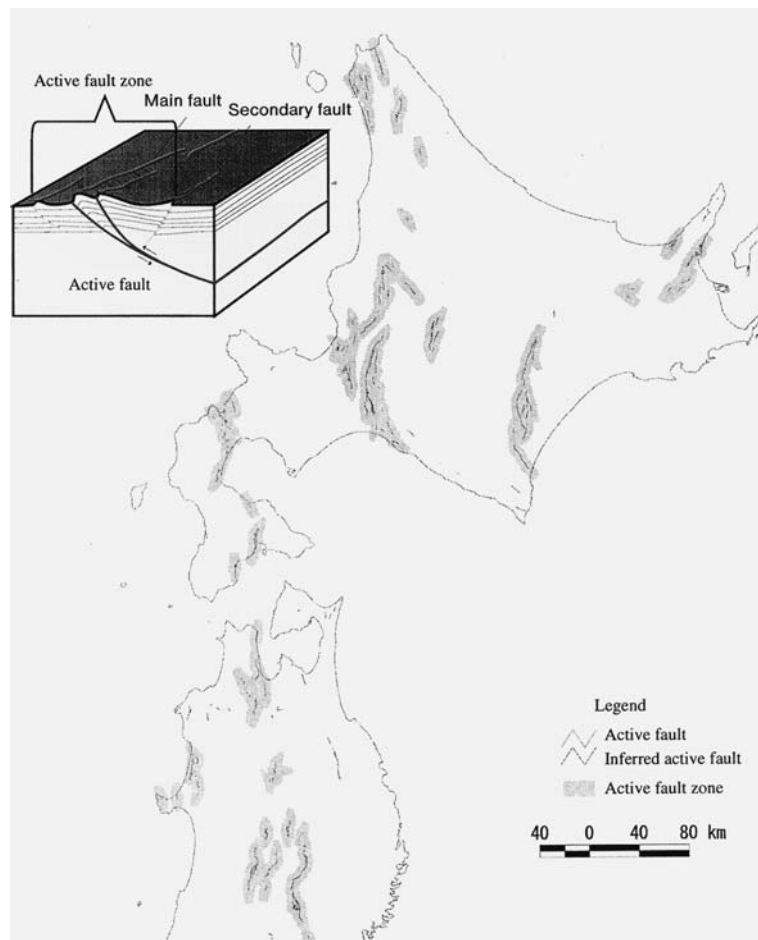 Active fault zone
Main fault
Secondary fault
Active fault
Legend
Active fault
Inferred active fault
Active fault zone
40 0 40 80 km